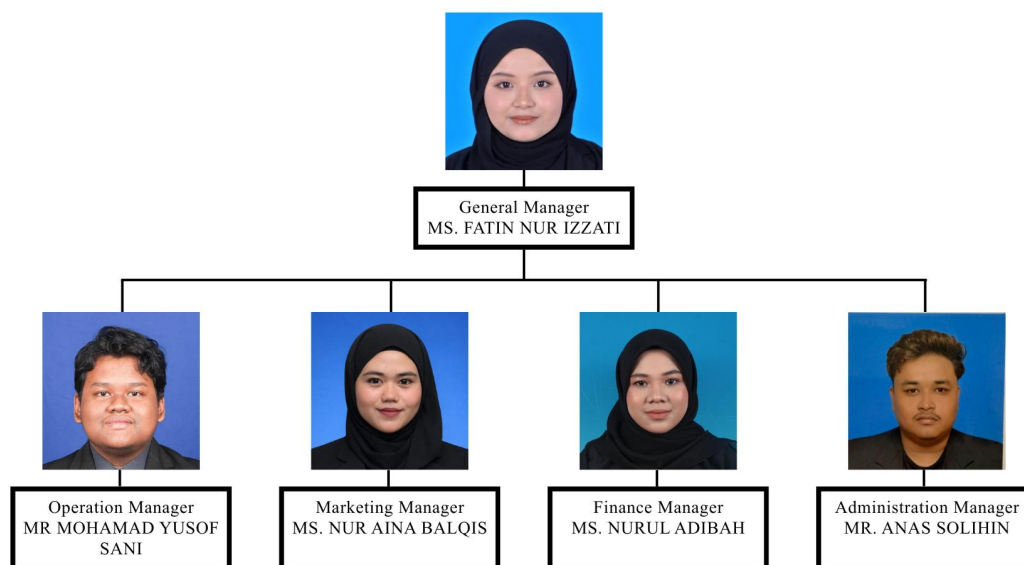 General Manager
MS. FATIN NUR IZZATI
Operation Manager
MR MOHAMAD YUSOF
SANI
Marketing Manager
MS. NUR AINA BALQIS
Finance Manager
MS. NURUL ADIBAH
Administration Manager
MR. ANAS SOLIHIN